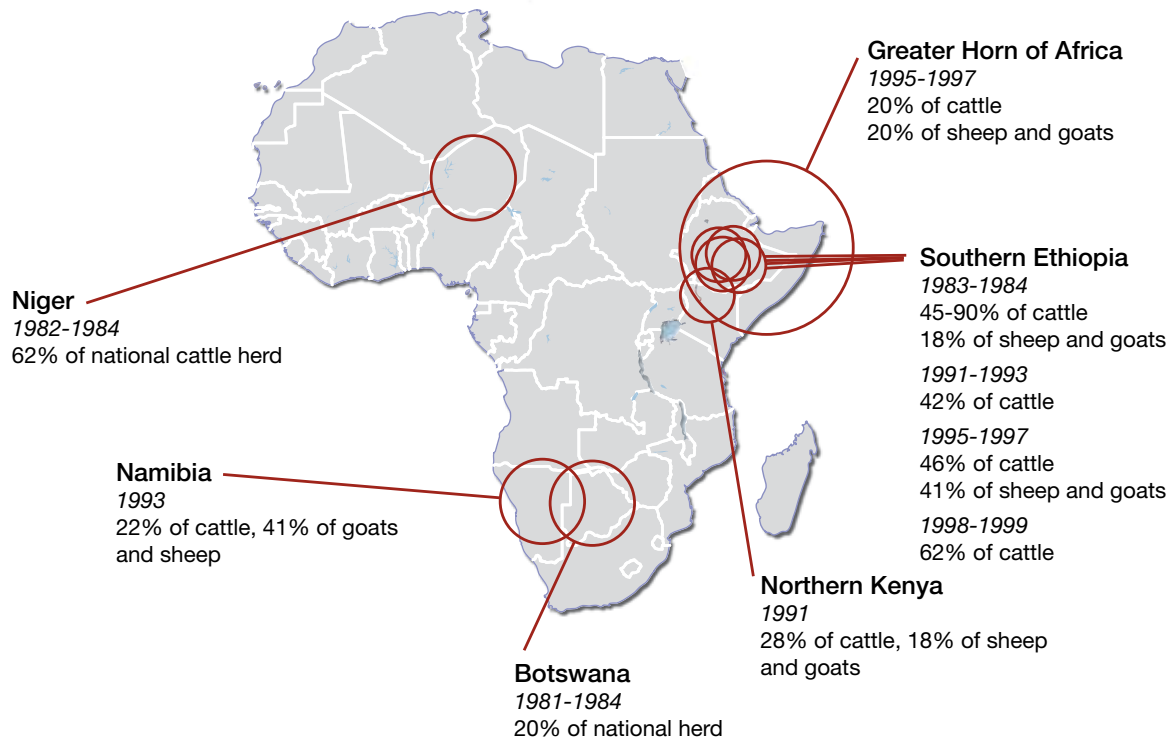 Greater Horn of Africa
1995-1997
20% of cattle
20% of sheep and goats
Southern Ethiopia
1983-1984
45-90% of cattle
18% of sheep and goats
1991-1993
42% of cattle
1995-1997
46% of cattle
41% of sheep and goats
1998-1999
62% of cattle
Niger
1982-1984
62% of national cattle herd
Namibia
1993
22% of cattle, 41% of goats
and sheep
Northern Kenya
1991
28% of cattle, 18% of sheep
and goats
Botswana
1981-1984
20% of national herd